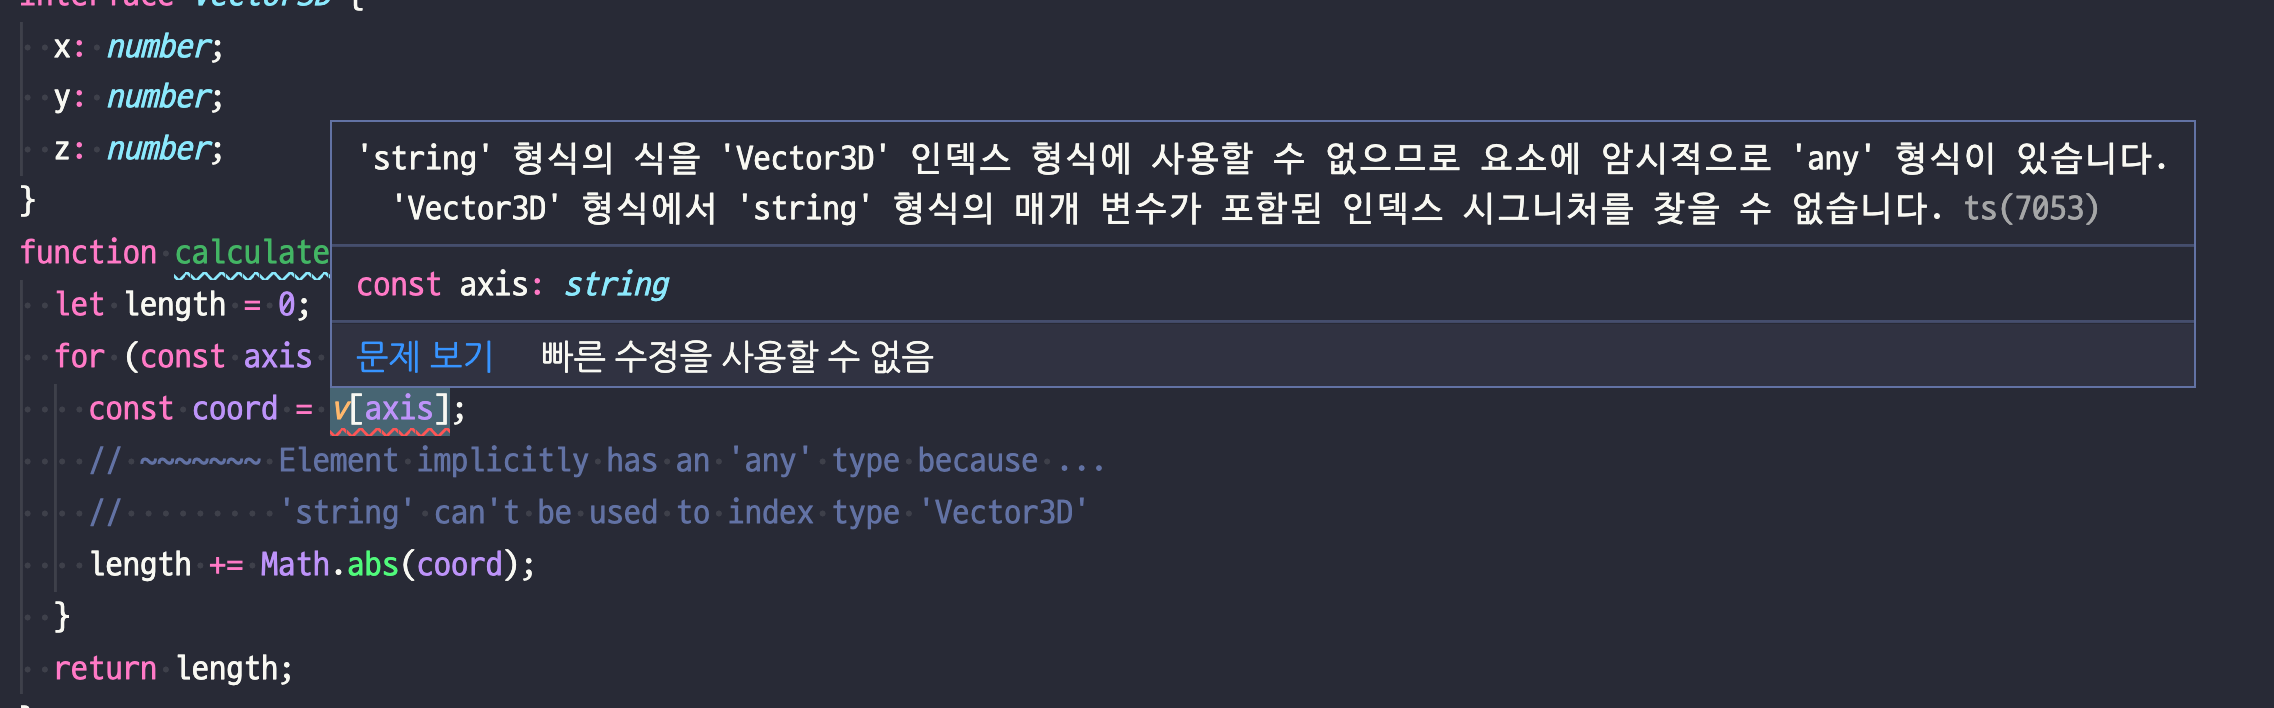 interface Vector3D {
x: number;
y: number;
z: number;
}
function calculate
let length = 0;
for (const axis
const coord = v[axis];
// ~~~~~~~ Element implicitly has an 'any' type because ...
// 'string' can't be used to index type 'Vector3D'
length += Math.abs(coord);
}
return length;
'string' 형식의 식을 'Vector3D' 인덱스 형식에 사용할 수 없으므로 요소에 암시적으로 'any' 형식이 있습니다.
'Vector3D' 형식에서 'string' 형식의 매개 변수가 포함된 인덱스 시그니처를 찾을 수 없습니다. ts(7053)
const axis: string
문제 보기 빠른 수정을 사용할 수 없음